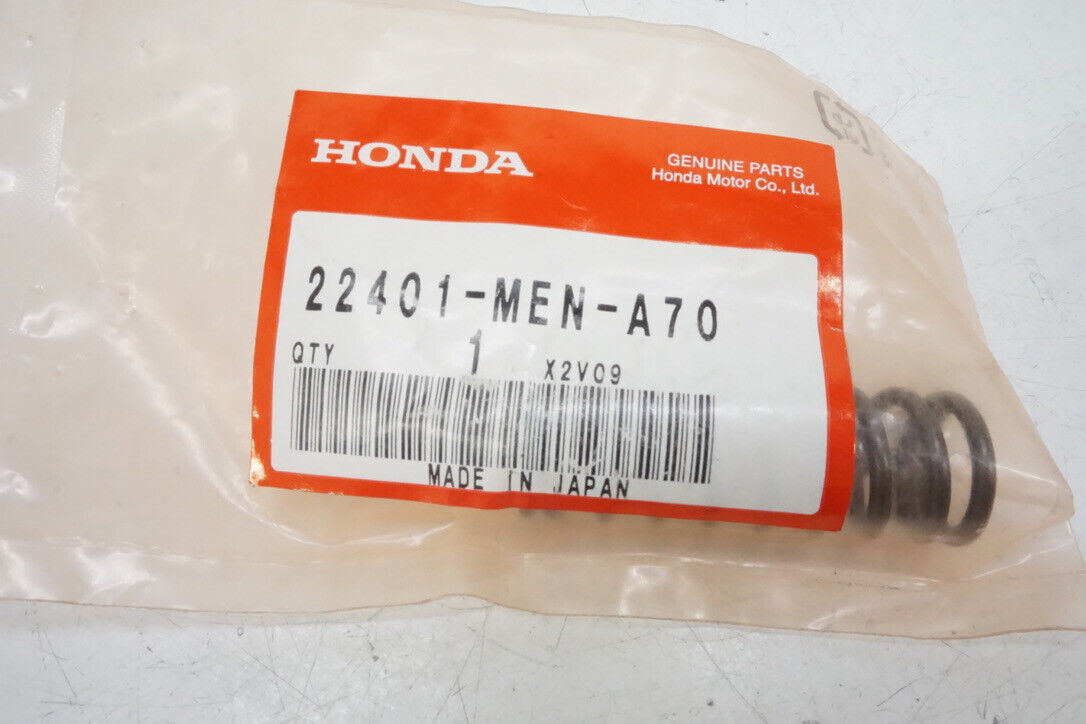 HONDA
GENUINE PARTS
Honda Motor Co., Ltd.
22401-MEN-A70
QTY 1 X2V09
MADE IN JAPAN